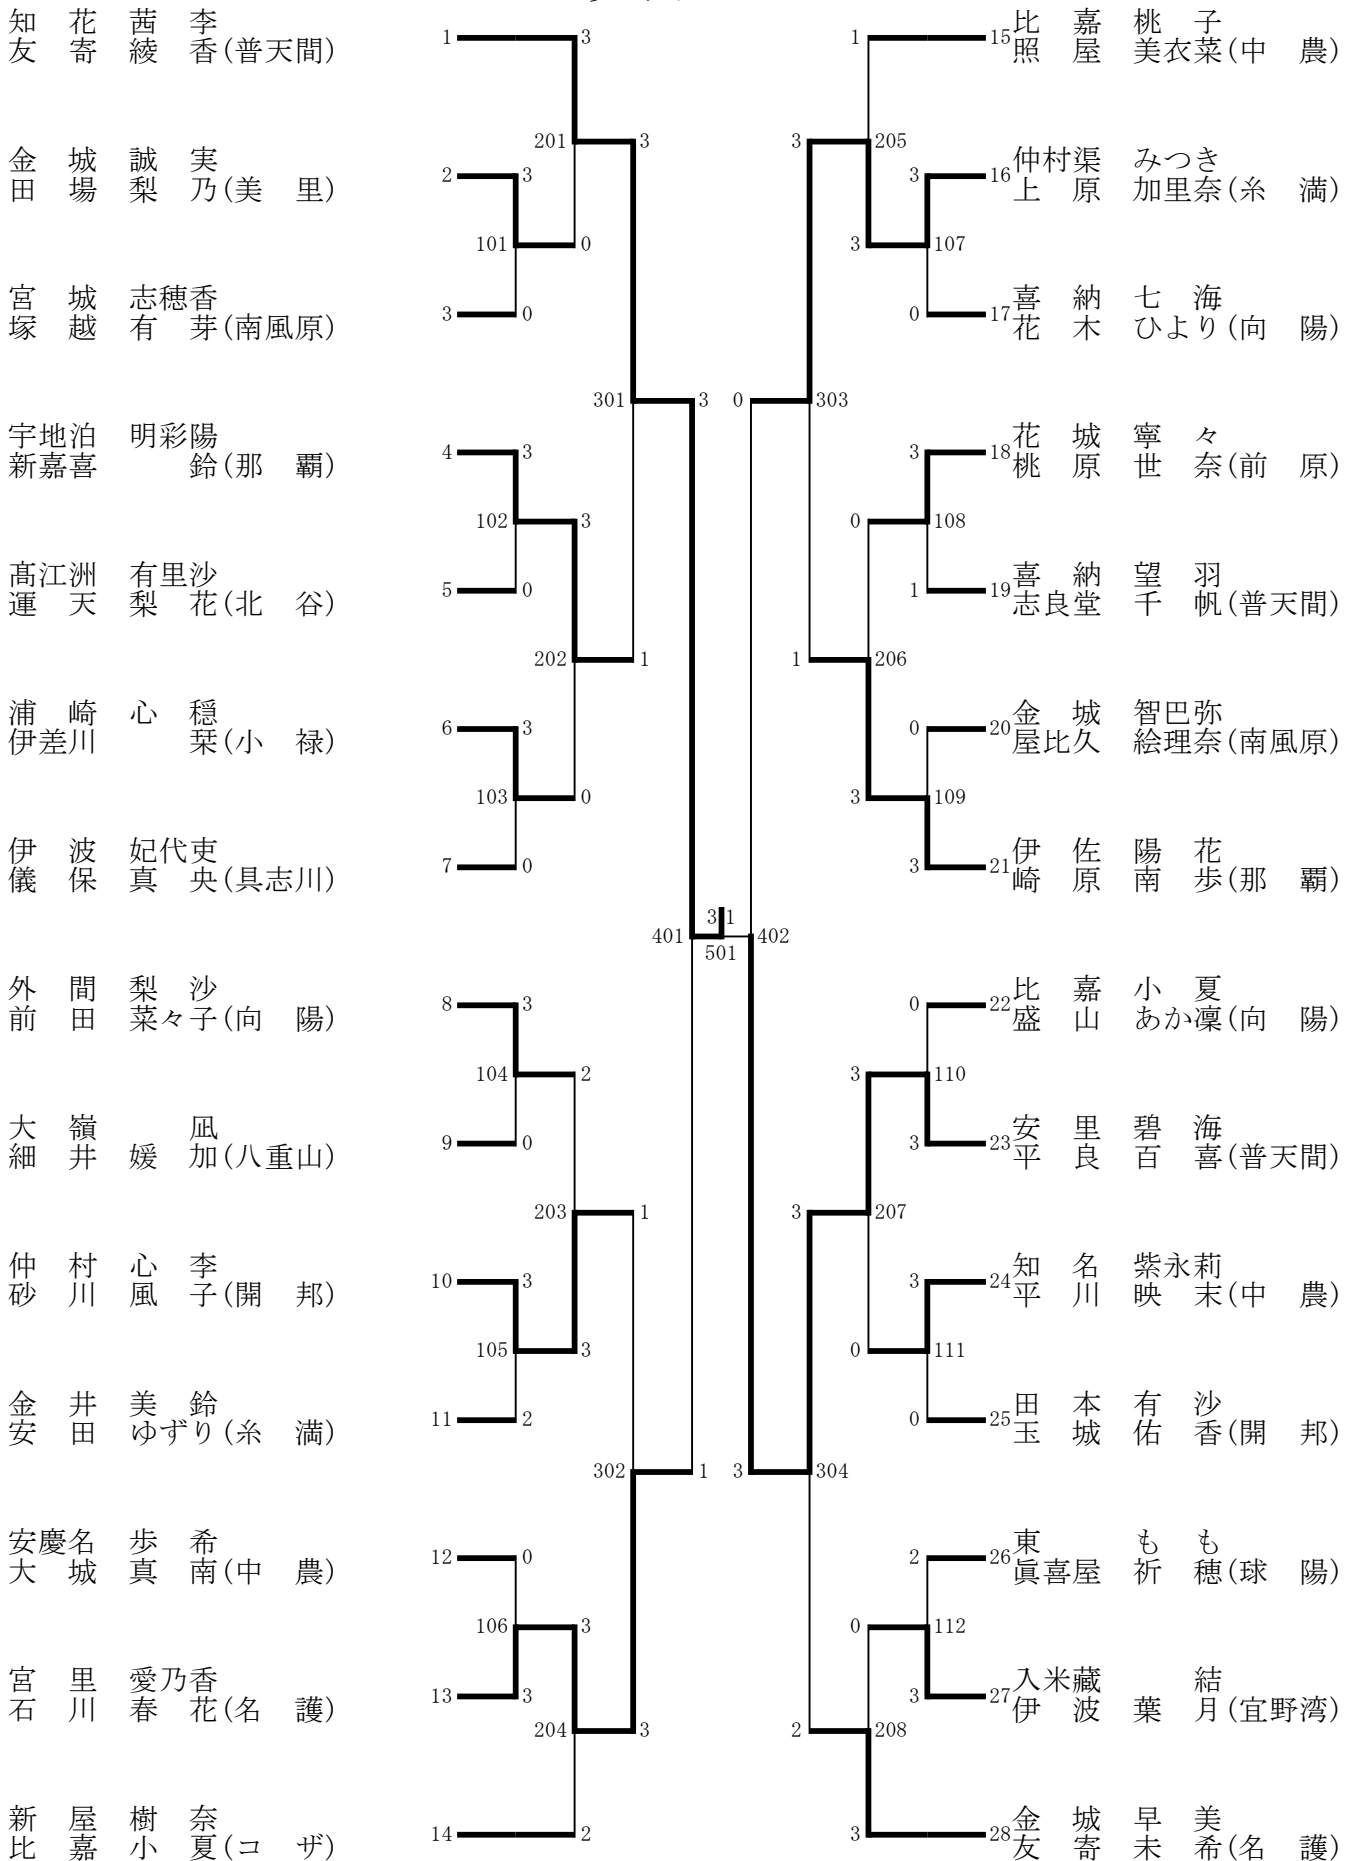 知花茜李 1 3
友寄綾香(普天間)
201 3
金城誠実 2 3
田場梨乃(美里)
101 0
宮城志穂香 3 0
塚越有芽(南風原)
301 3
宇地泊明彩陽 4 3
新嘉喜鈴(那覇)
102 3
髙江洲有里沙 5 0
運天梨花(北谷)
202 1
浦崎心穏 6 3
伊差川栞(小禄)
103 0
伊波妃代吏 7 0
儀保真央(具志川)
401
外間梨沙 8 3
前田菜々子(向陽)
104 2
大嶺凪 9 0
細井媛加(八重山)
203 1
仲村心李 10 3
砂川風子(開邦)
105 3
金井美鈴 11 2
安田ゆずり(糸満)
302 1
安慶名歩希 12 0
大城真南(中農)
106 3
宮里愛乃香 13 3
石川春花(名護)
204 3
新屋樹奈 14 2
比嘉小夏(コザ)
3 1
501
1 15 比嘉桃子
照屋美衣菜(中農)
3 205
3 16 仲村渠みつき
上原加里奈(糸満)
3 107
0 17 喜納七海
花木ひより(向陽)
0 303
3 18 花城寧々
桃原世奈(前原)
0 108
1 19 喜納望羽
志良堂千帆(普天間)
1 206
0 20 金城智巴弥
屋比久絵理奈(南風原)
3 109
3 21 伊佐陽花
崎原南歩(那覇)
402
0 22 比嘉小夏
盛山あか凜(向陽)
3 110
3 23 安里碧海
平良百喜(普天間)
3 207
3 24 知名紫永莉
平川映末(中農)
0 111
0 25 田本有沙
玉城佑香(開邦)
3 304
2 26 東もも
眞喜屋祈穂(球陽)
0 112
3 27 入米藏結
伊波葉月(宜野湾)
2 208
3 28 金城早美
友寄未希(名護)